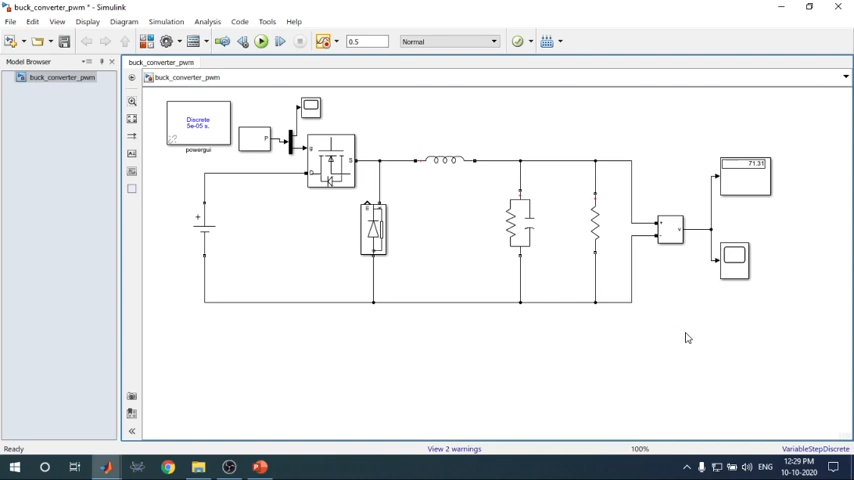 buck_converter_pwm * - Simulink
File Edit View Display Diagram Simulation Analysis Code Tools Help
0.5 Normal
Model Browser
buck_converter_pwm
buck_converter_pwm
buck_converter_pwm
Discrete
5e-05 s.
powergui
P
g
S
D
71.31
+
+
v
-
Ready View 2 warnings 100% VariableStepDiscrete
ENG
12:29 PM
10-10-2020